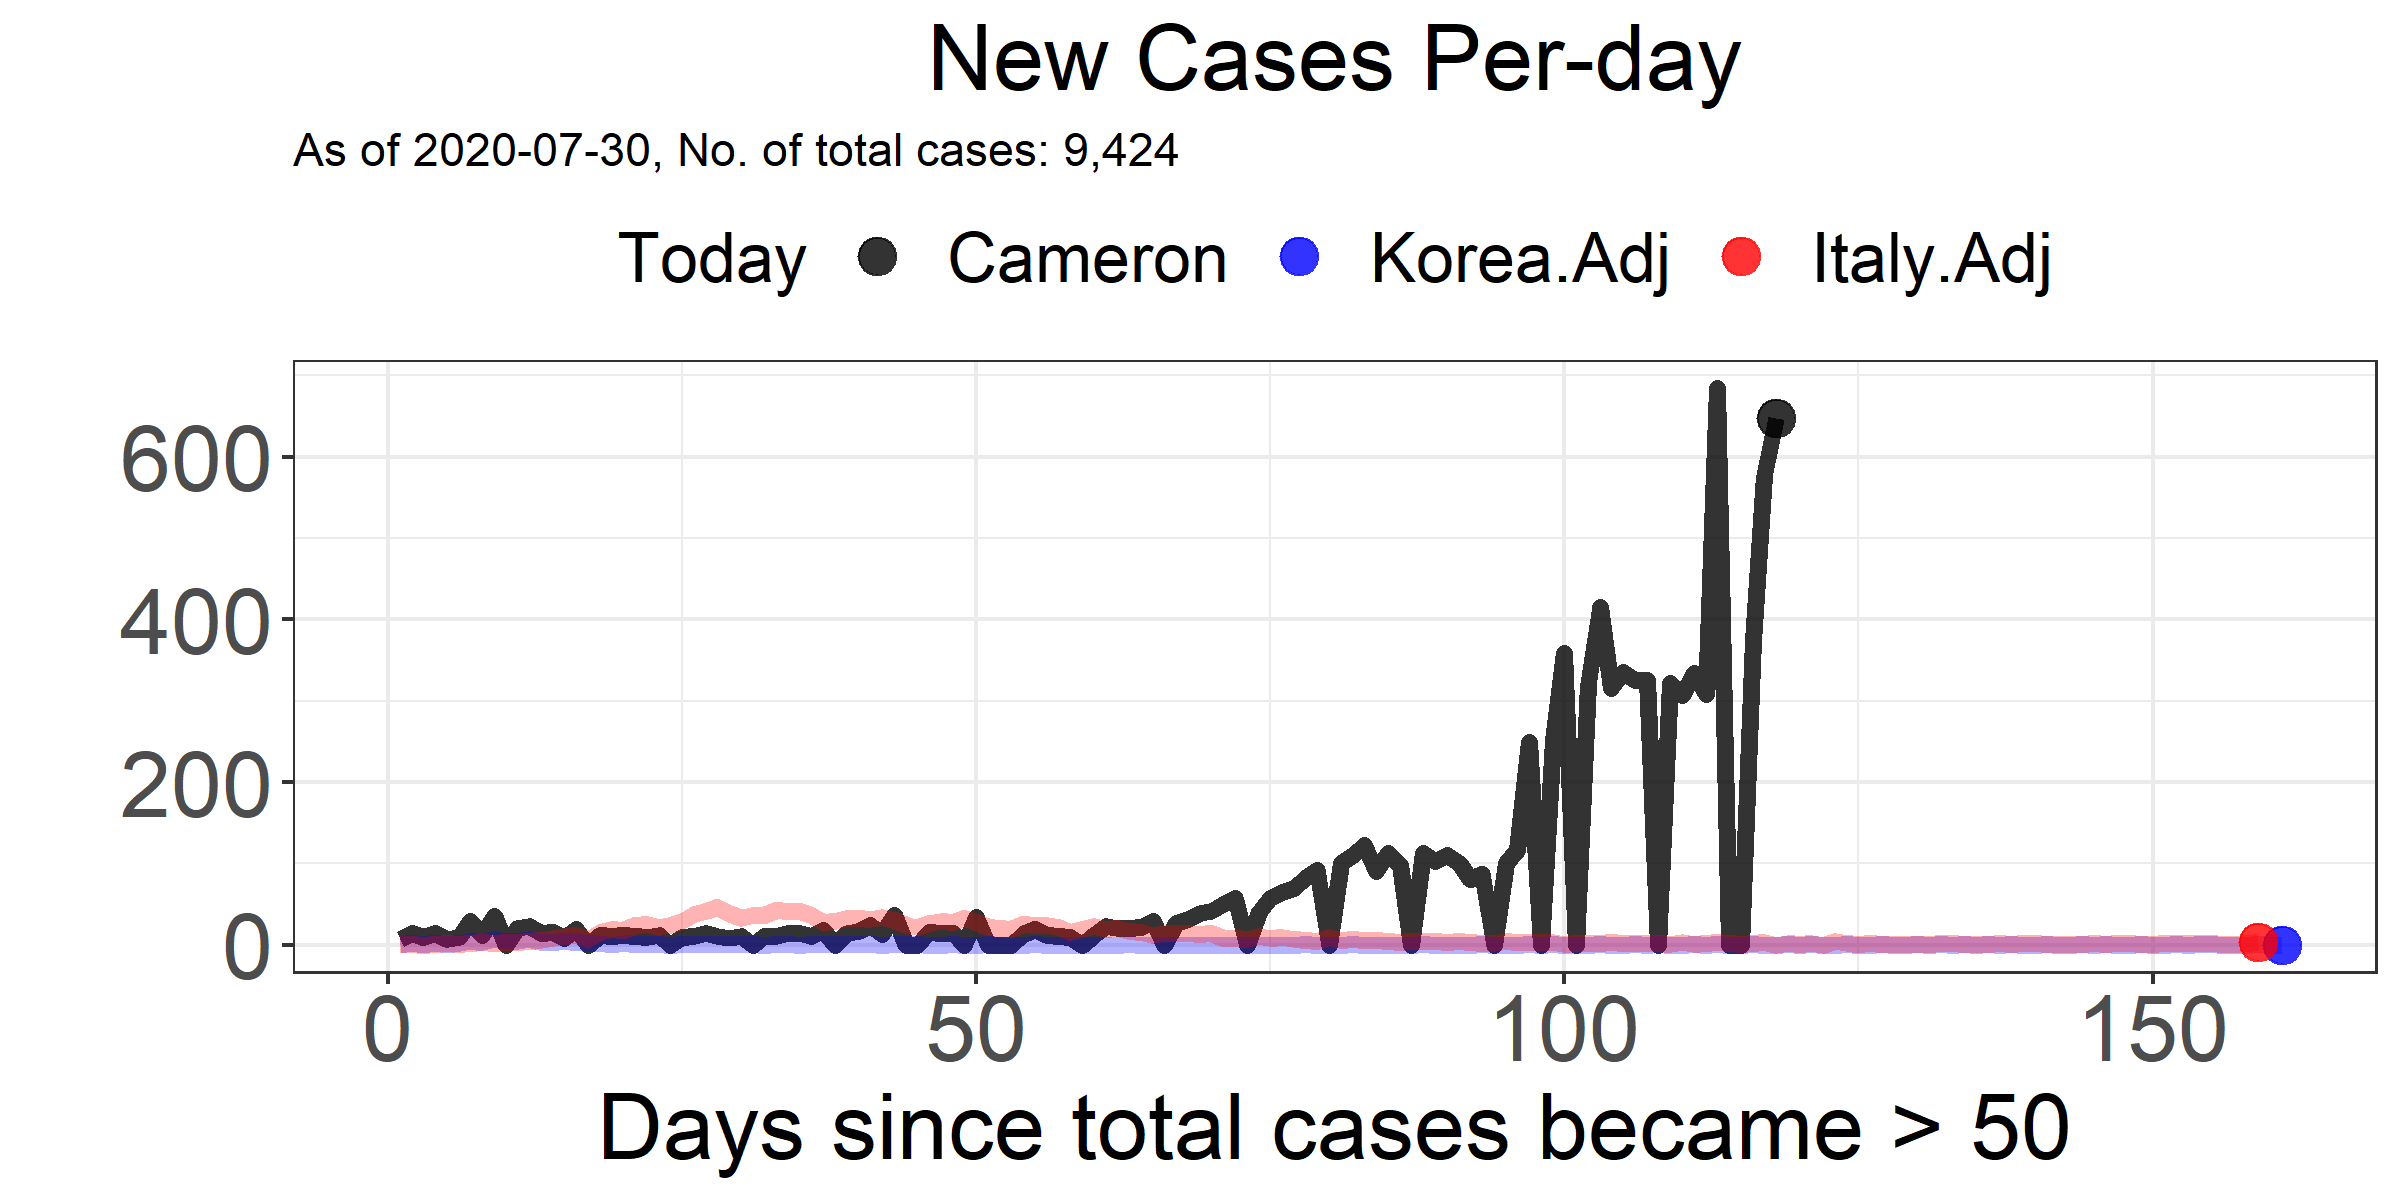 New Cases Per-day
As of 2020-07-30, No. of total cases: 9,424
Today Cameron Korea.Adj Italy.Adj
600
400
200
0
0 50 100 150
Days since total cases became > 50